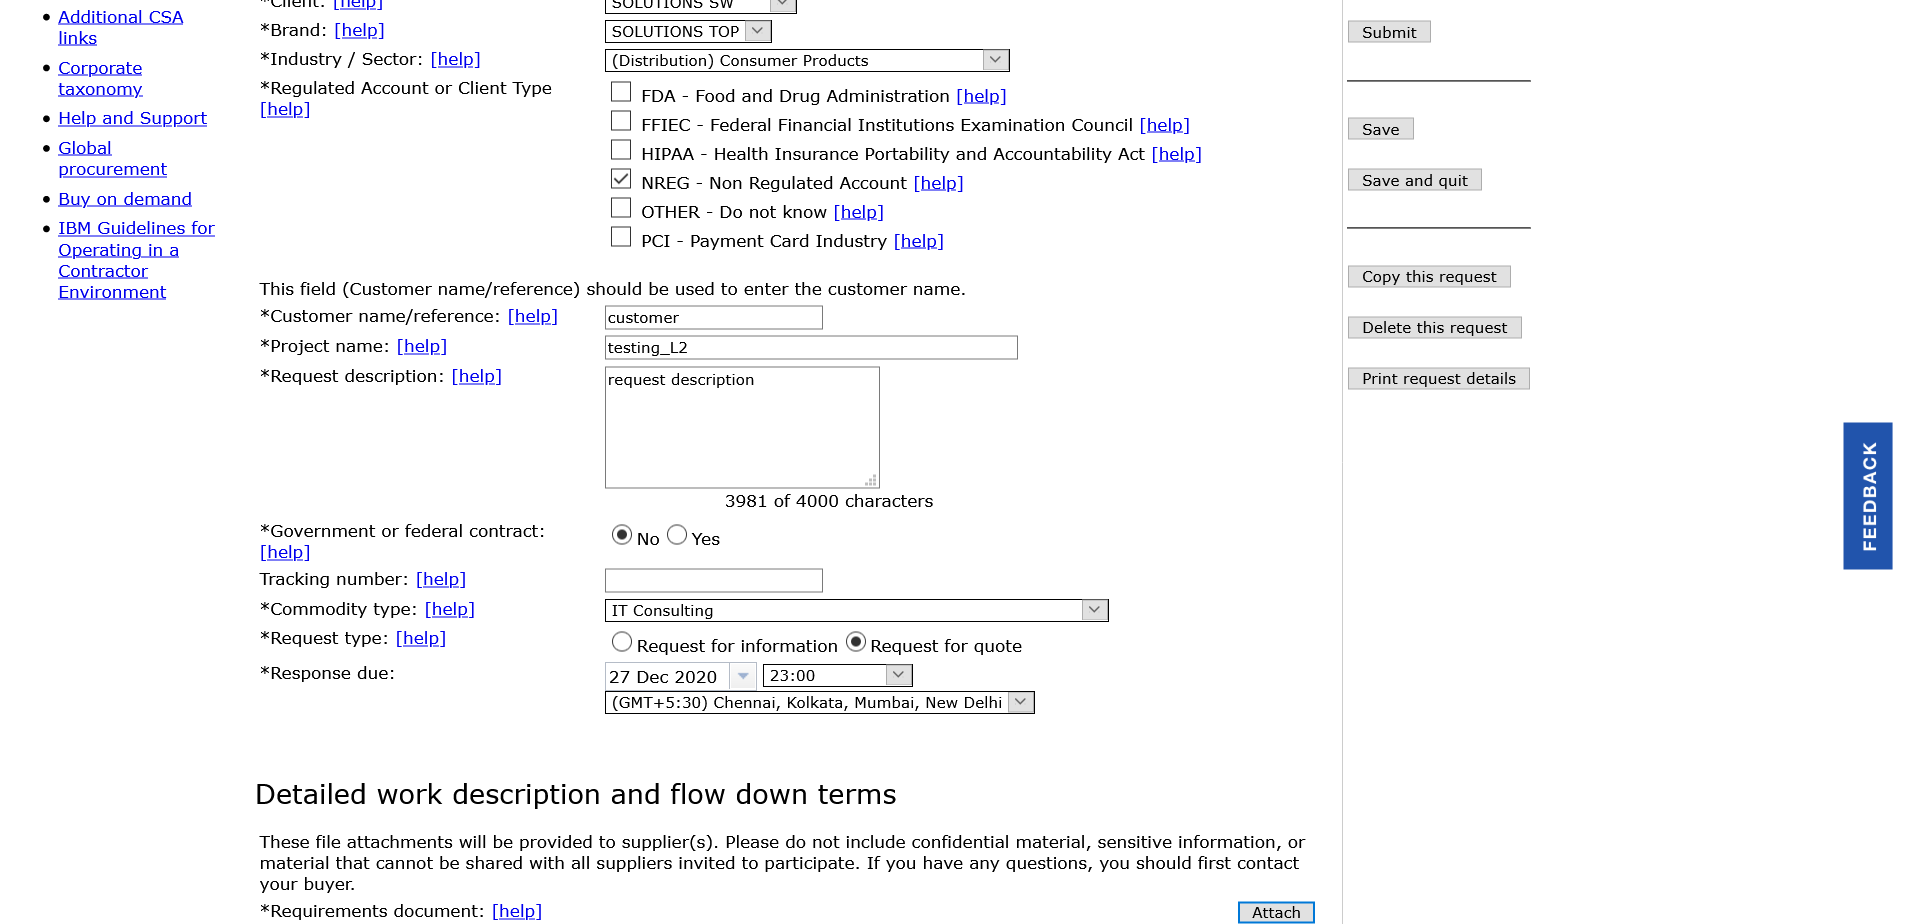 Additional CSA
links
Corporate
taxonomy
Help and Support
Global
procurement
Buy on demand
IBM Guidelines for
Operating in a
Contractor
Environment
*Client: [help] SOLUTIONS SW
*Brand: [help] SOLUTIONS TOP
*Industry / Sector: [help] (Distribution) Consumer Products
*Regulated Account or Client Type
[help]
FDA - Food and Drug Administration [help]
FFIEC - Federal Financial Institutions Examination Council [help]
HIPAA - Health Insurance Portability and Accountability Act [help]
NREG - Non Regulated Account [help]
OTHER - Do not know [help]
PCI - Payment Card Industry [help]
This field (Customer name/reference) should be used to enter the customer name.
*Customer name/reference: [help] customer
*Project name: [help] testing_L2
*Request description: [help] request description
3981 of 4000 characters
*Government or federal contract:
[help]
No Yes
Tracking number: [help]
*Commodity type: [help] IT Consulting
*Request type: [help] Request for information Request for quote
*Response due: 27 Dec 2020 23:00
(GMT+5:30) Chennai, Kolkata, Mumbai, New Delhi
Detailed work description and flow down terms
These file attachments will be provided to supplier(s). Please do not include confidential material, sensitive information, or
material that cannot be shared with all suppliers invited to participate. If you have any questions, you should first contact
your buyer.
*Requirements document: [help] Attach
Submit
Save
Save and quit
Copy this request
Delete this request
Print request details
FEEDBACK